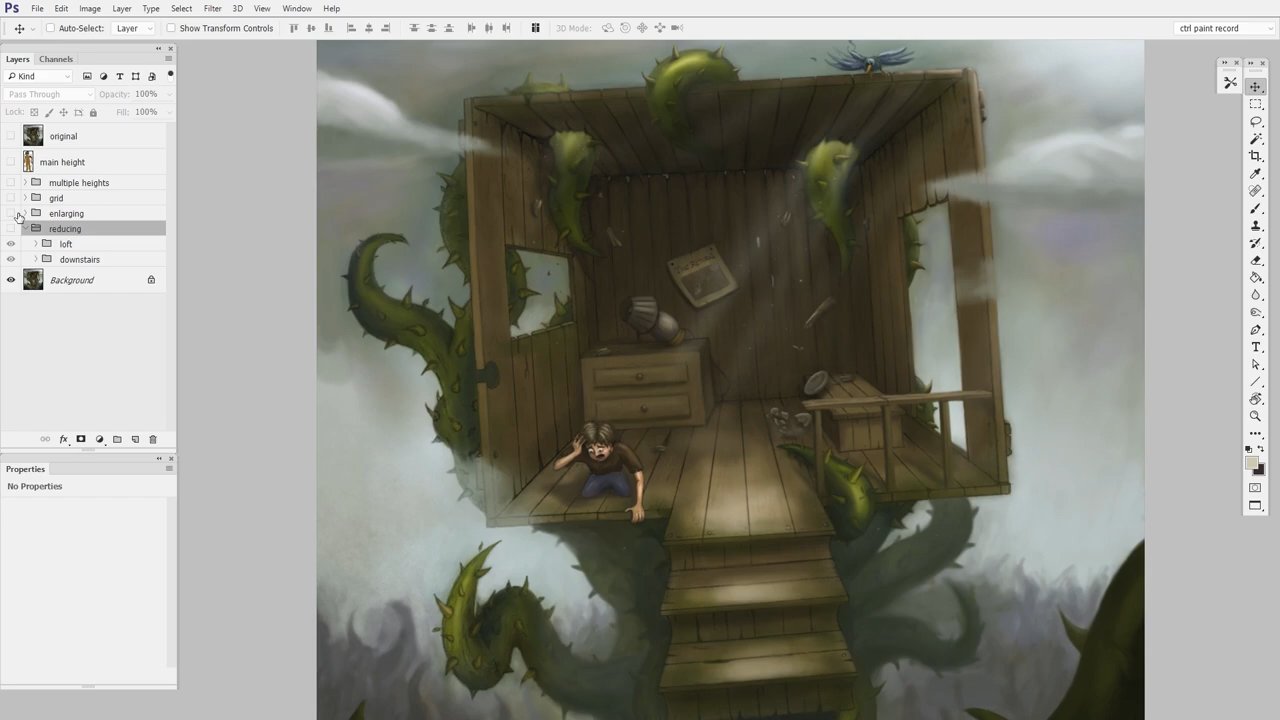 Ps File Edit Image Layer Type Select Filter 3D View Window Help
Auto-Select: Layer Show Transform Controls 3D Mode: ctrl paint record
Layers Channels
Kind
Pass Through Opacity: 100%
Lock: Fill: 100%
original
main height
multiple heights
grid
enlarging
reducing
loft
downstairs
Background
fx
Properties
No Properties